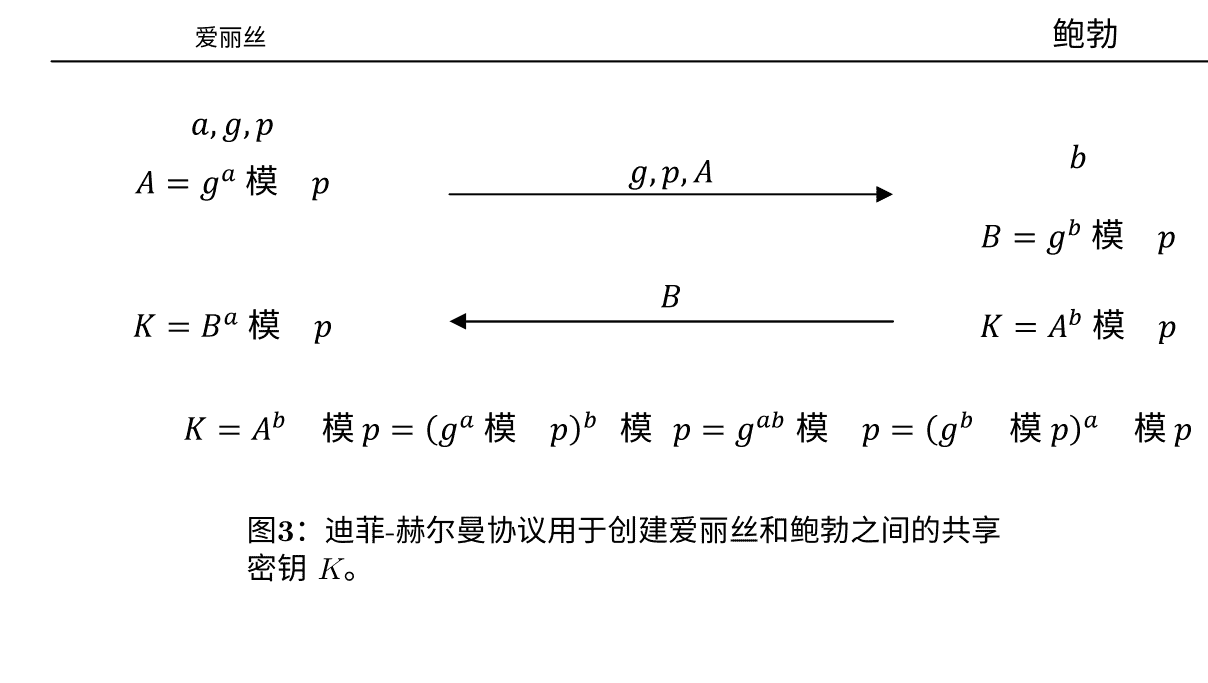 爱丽丝 鲍勃
a, g, p
b
A = g^a 模 p
g, p, A
B = g^b 模 p
B
K = B^a 模 p
K = A^b 模 p
K = A^b 模 p = (g^a 模 p)^b 模 p = g^{ab} 模 p = (g^b 模 p)^a 模 p
图3：迪菲-赫尔曼协议用于创建爱丽丝和鲍勃之间的共享
密钥 K。